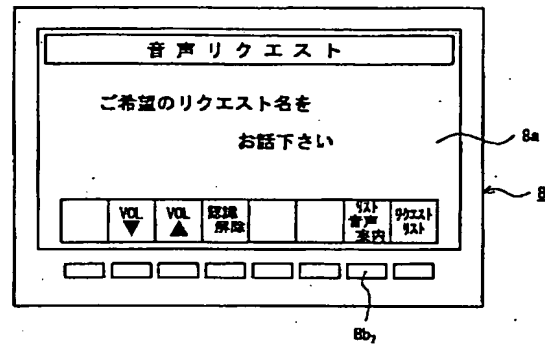 音声リクエスト
ご希望のリクエスト名を
お話下さい
8a
8
VOL VOL 認識 リスト リクエスト
▼ ▲ 解除 音声 リスト
案内
8b7